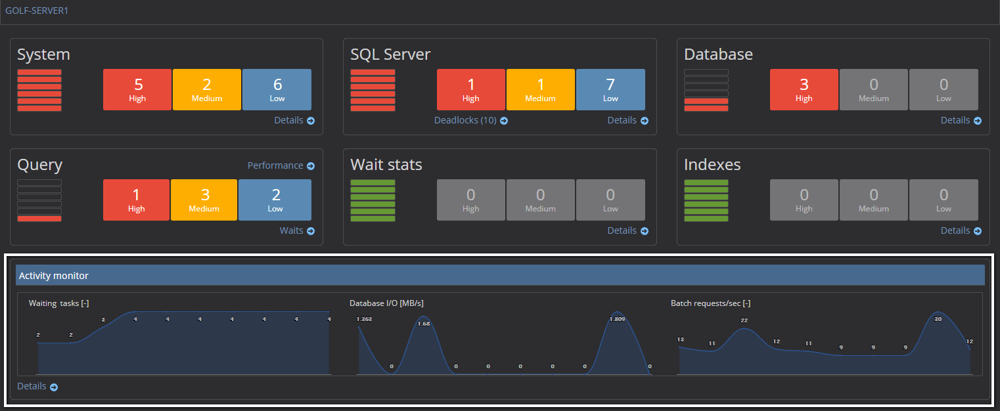 GOLF-SERVER1
System
5 2 6
High Medium Low
Details
SQL Server
1 1 7
High Medium Low
Deadlocks (10) Details
Database
3 0 0
High Medium Low
Details
Query Performance
1 3 2
High Medium Low
Waits
Wait stats
0 0 0
High Medium Low
Details
Indexes
0 0 0
High Medium Low
Details
Activity monitor
Waiting tasks [-]
2 2 3 4 4 4 4 4 4 4
Database I/O [MB/s]
1.363 0 1.68 0 0 0 0 0 1.809 0
Batch requests/sec [-]
13 11 22 12 11 9 9 9 30 12
Details